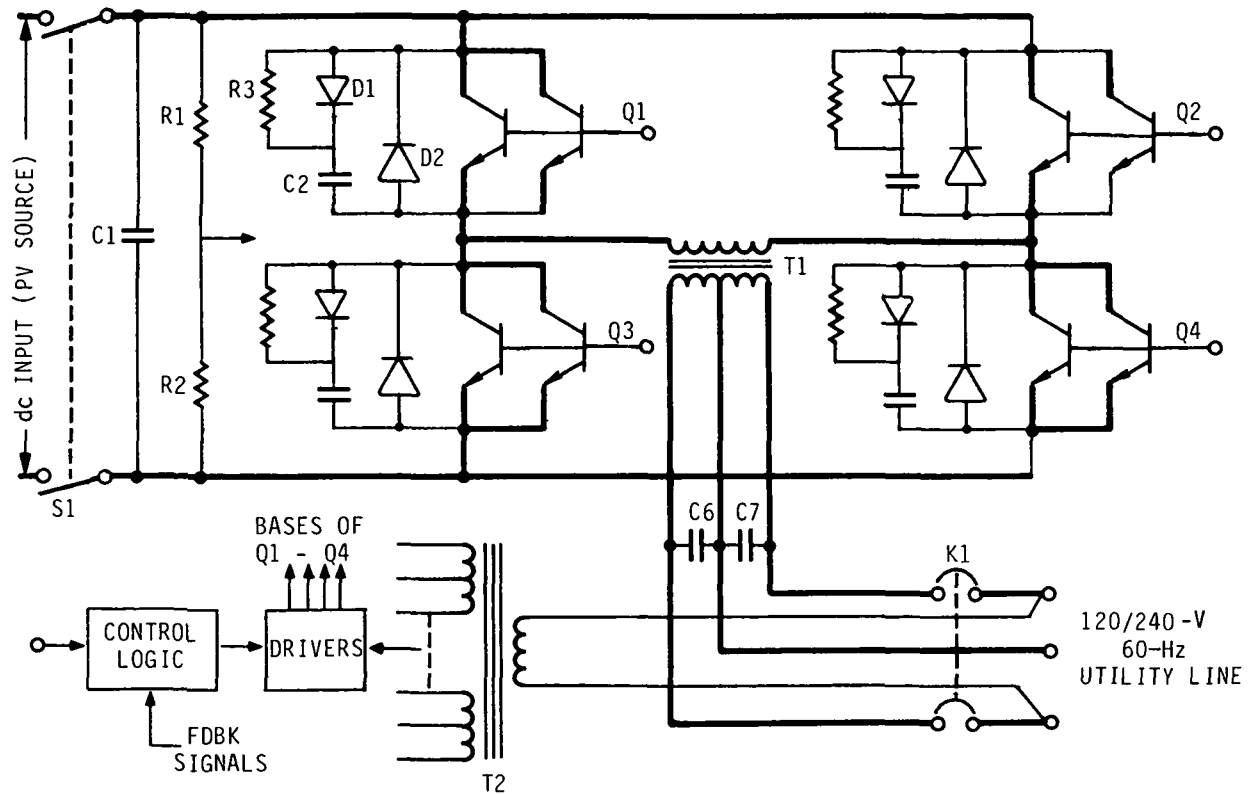 dc INPUT (PV SOURCE)
S1
C1
R1
R2
R3
D1
C2
D2
Q1
Q2
T1
Q3
Q4
C6
C7
K1
BASES OF
Q1 - Q4
CONTROL
LOGIC
DRIVERS
FDBK
SIGNALS
T2
120/240-V
60-Hz
UTILITY LINE